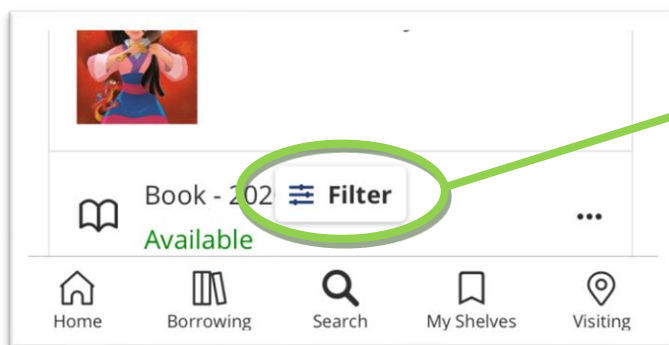 Book - 202
Filter
Available
Home Borrowing Search My Shelves Visiting